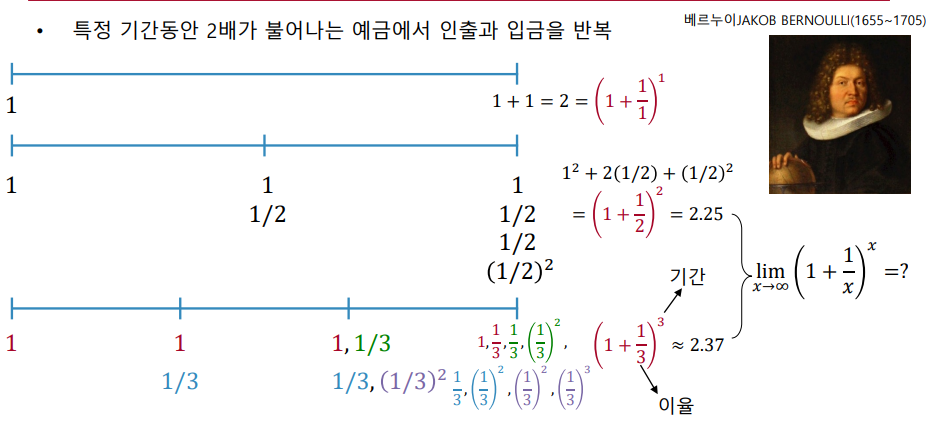 베르누이JAKOB BERNOULLI(1655~1705)
• 특정 기간동안 2배가 불어나는 예금에서 인출과 입금을 반복
1
1 + 1 = 2 = (1 + 1/1)^1
1 1 1
1/2 1/2
1/2
(1/2)²
1² + 2(1/2) + (1/2)²
= (1 + 1/2)² = 2.25
lim x→∞ (1 + 1/x)^x =?
기간
1 1 1, 1/3 1, 1/3, 1/3, (1/3)², (1 + 1/3)³ ≈ 2.37
1/3 1/3, (1/3)² 1/3, (1/3)², (1/3)², (1/3)³
이율